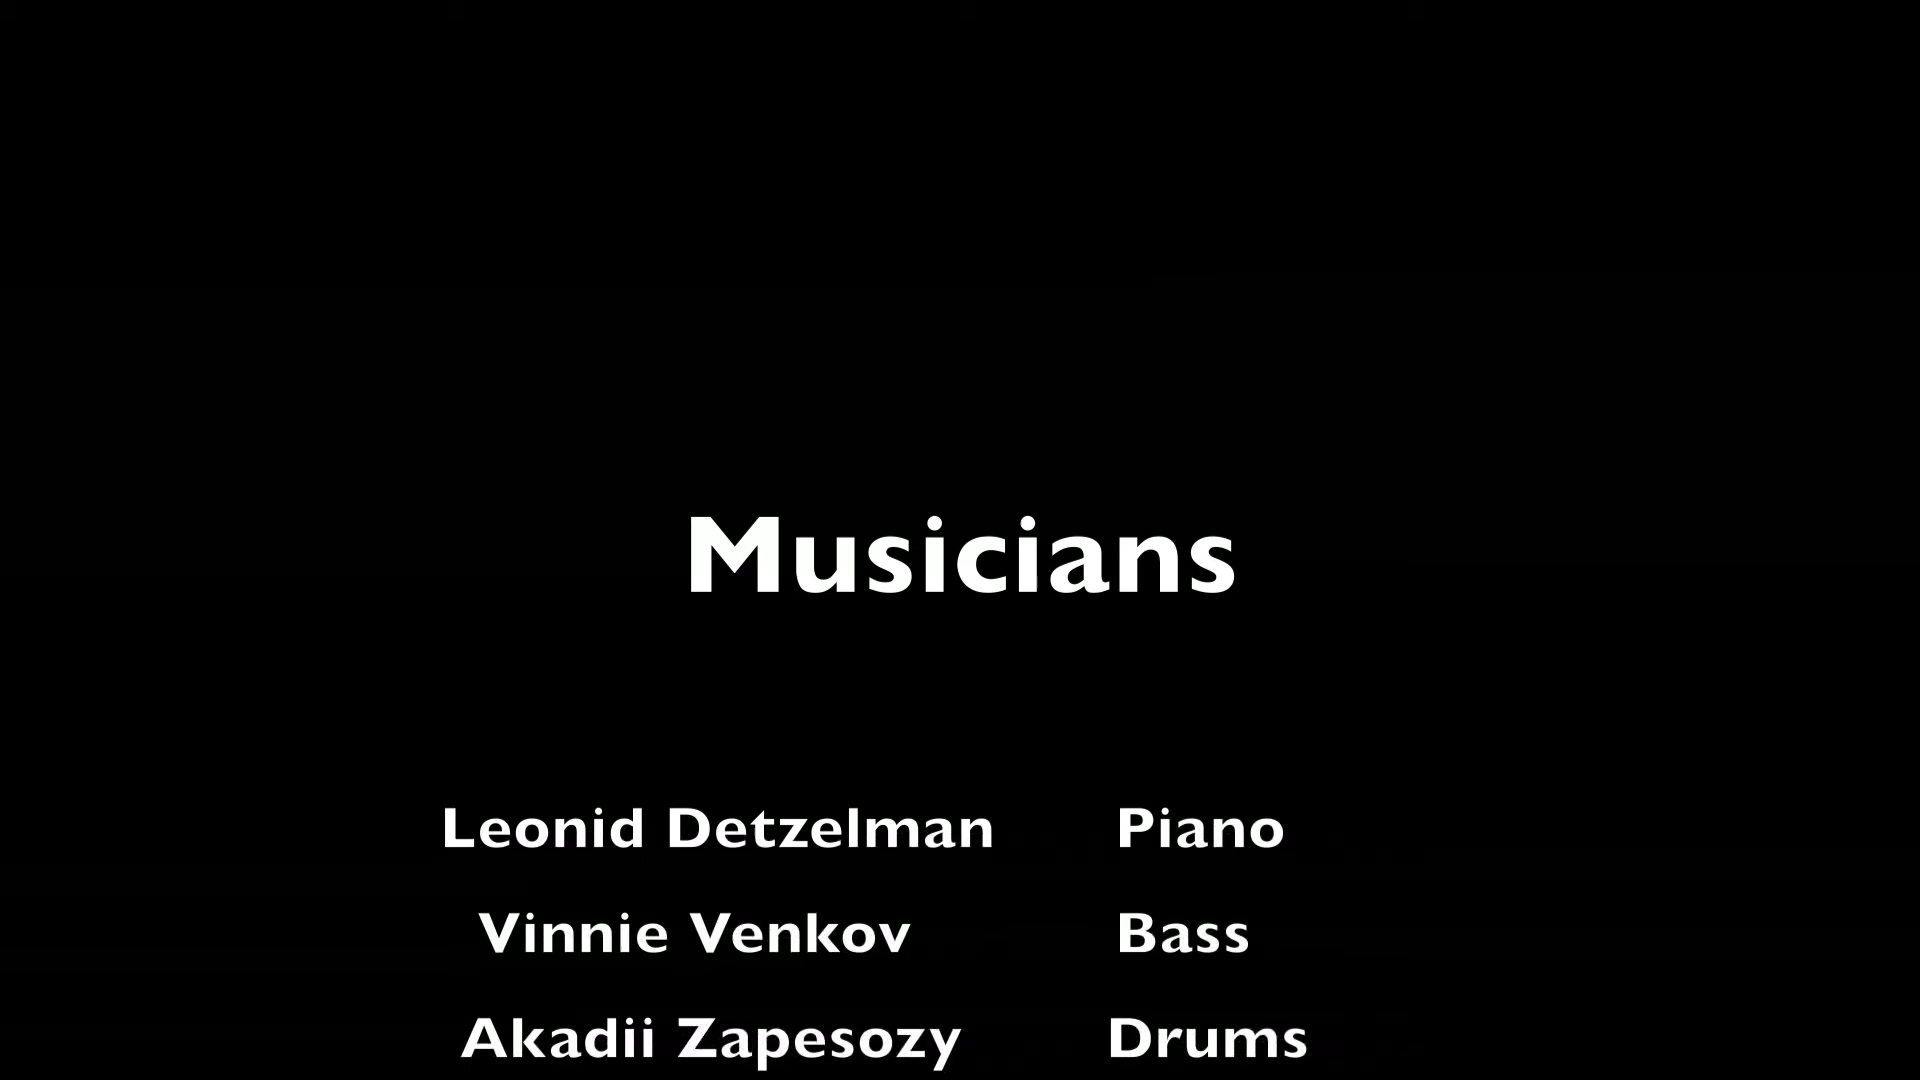 Musicians
Leonid Detzelman Piano
Vinnie Venkov Bass
Akadii Zapesozy Drums